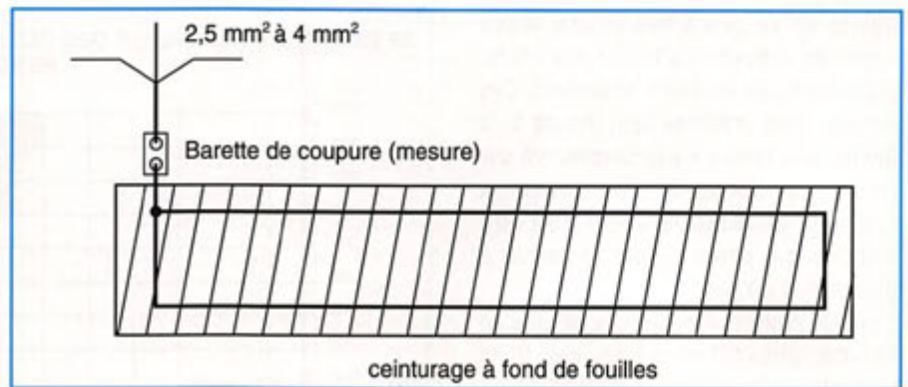 2,5 mm² à 4 mm²
Barette de coupure (mesure)
ceinturage à fond de fouilles